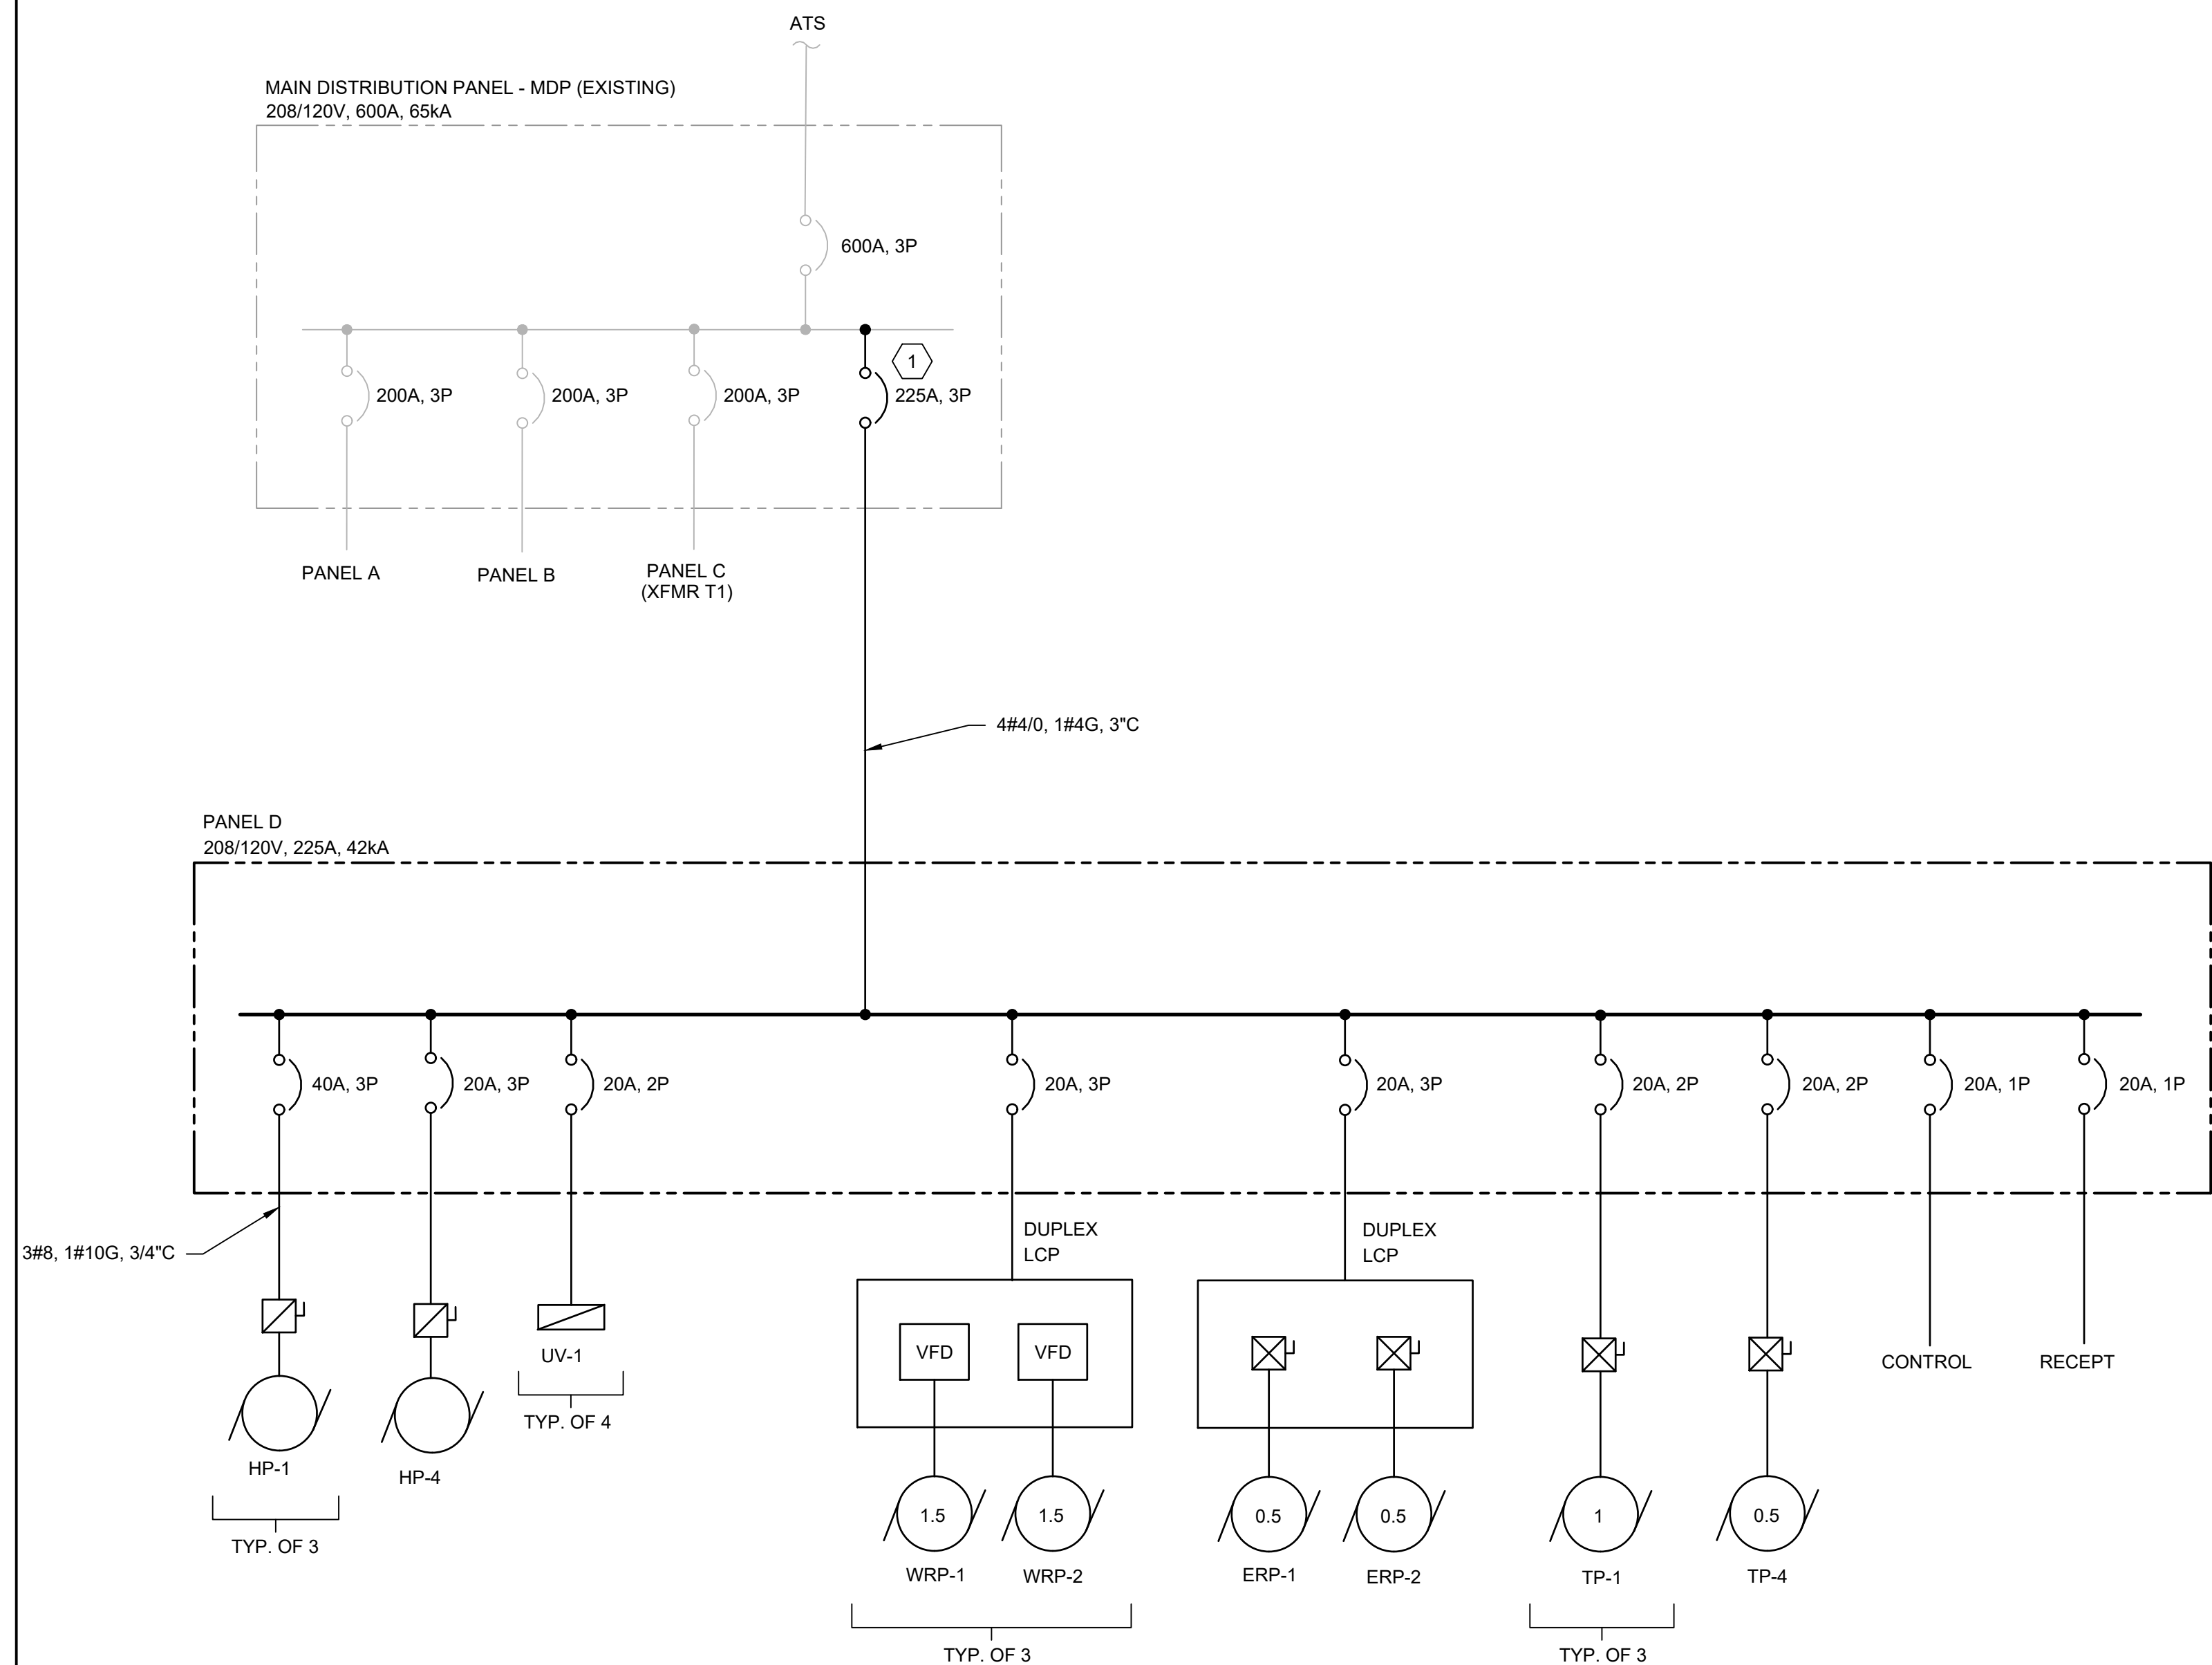 ATS
MAIN DISTRIBUTION PANEL - MDP (EXISTING)
208/120V, 600A, 65kA
600A, 3P
1
200A, 3P
200A, 3P
200A, 3P
225A, 3P
PANEL A
PANEL B
PANEL C
(XFMR T1)
4#4/0, 1#4G, 3"C
PANEL D
208/120V, 225A, 42kA
40A, 3P
20A, 3P
20A, 2P
20A, 3P
20A, 3P
20A, 2P
20A, 2P
20A, 1P
20A, 1P
3#8, 1#10G, 3/4"C
DUPLEX
LCP
DUPLEX
LCP
VFD
VFD
UV-1
TYP. OF 4
CONTROL
RECEPT
HP-1
HP-4
TYP. OF 3
1.5
1.5
0.5
0.5
1
0.5
WRP-1
WRP-2
ERP-1
ERP-2
TP-1
TP-4
TYP. OF 3
TYP. OF 3